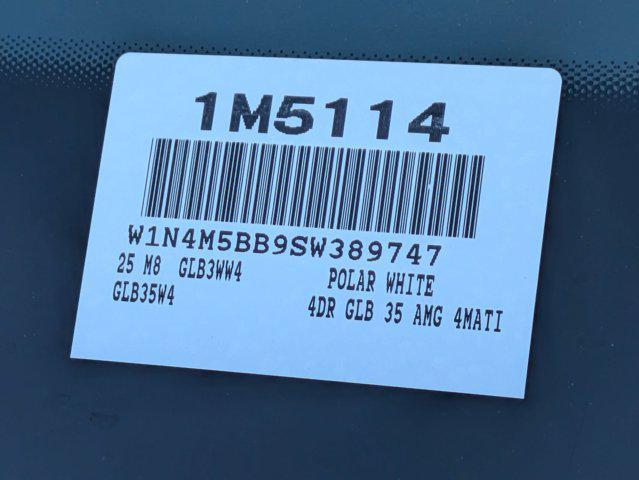 1M5114
W1N4M5BB9SW389747
25 M8 GLB3WW4 POLAR WHITE
GLB35W4 4DR GLB 35 AMG 4MATI